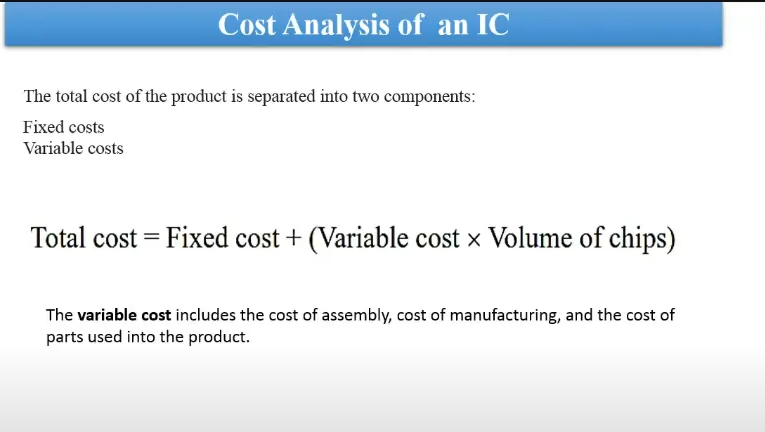 Cost Analysis of an IC
The total cost of the product is separated into two components:
Fixed costs
Variable costs
Total cost = Fixed cost + (Variable cost × Volume of chips)
The variable cost includes the cost of assembly, cost of manufacturing, and the cost of
parts used into the product.